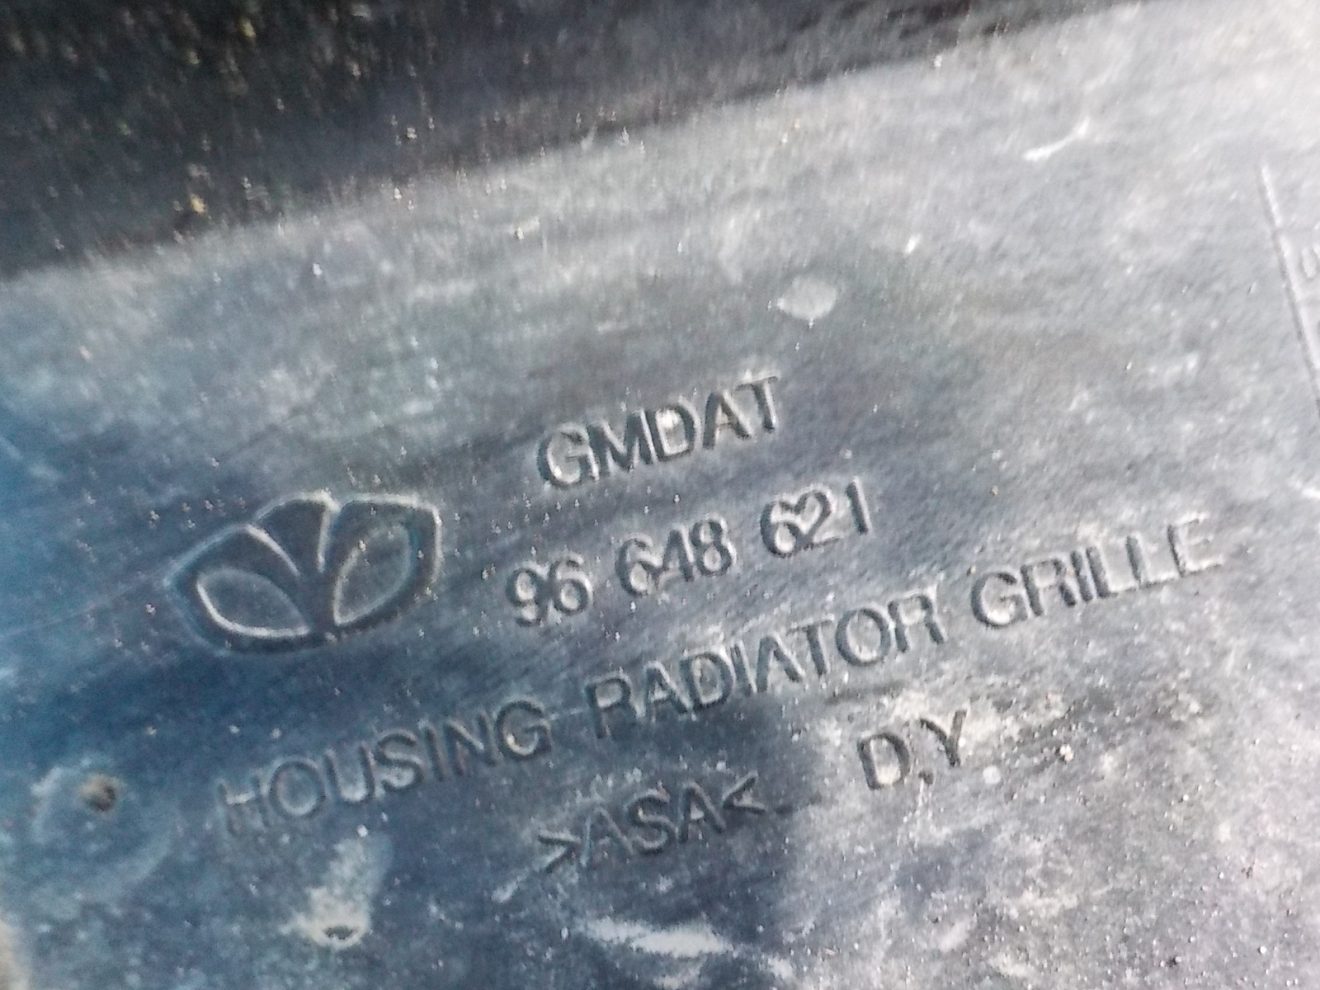 GMDAT
96 648 621
HOUSING RADIATOR GRILLE
>ASA< D.Y